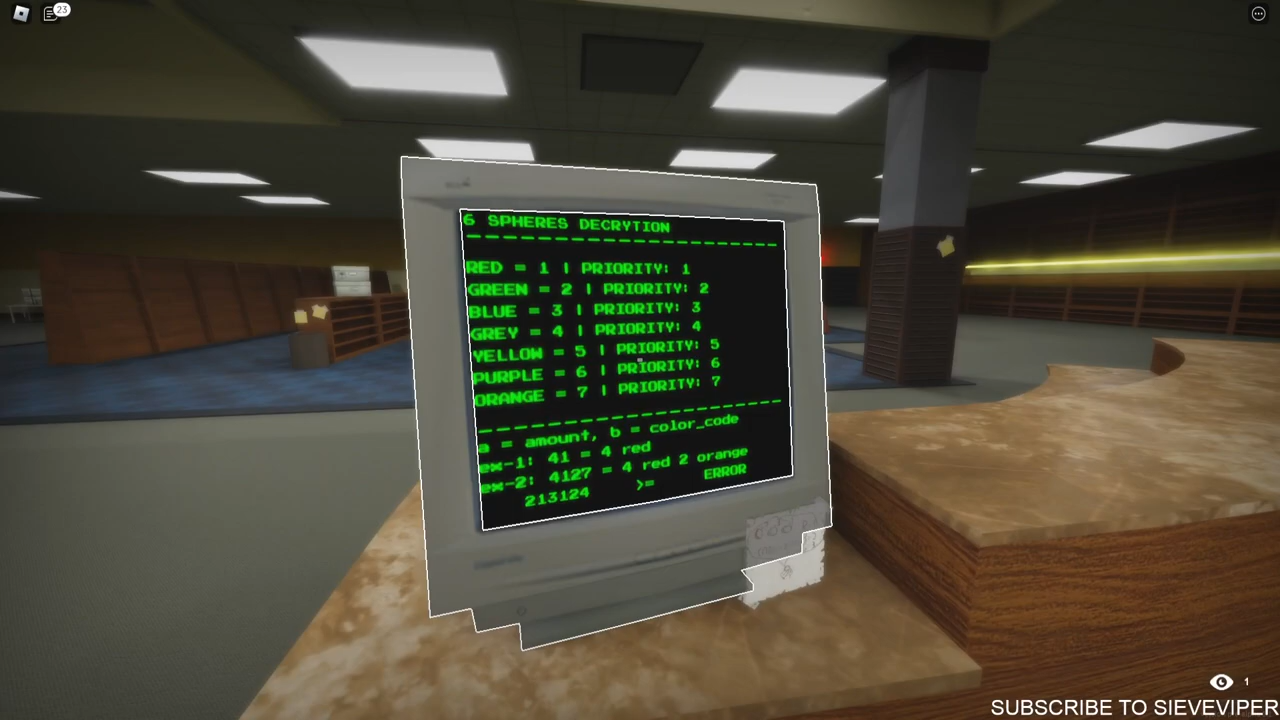 23
6 SPHERES DECRYTION
RED = 1 | PRIORITY: 1
GREEN = 2 | PRIORITY: 2
BLUE = 3 | PRIORITY: 3
GREY = 4 | PRIORITY: 4
YELLOW = 5 | PRIORITY: 5
PURPLE = 6 | PRIORITY: 6
ORANGE = 7 | PRIORITY: 7
a = amount, b = color_code
ex-1: 41 = 4 red
ex-2: 4127 = 4 red 2 orange
213124 >= ERROR
1
SUBSCRIBE TO SIEVEVIPER